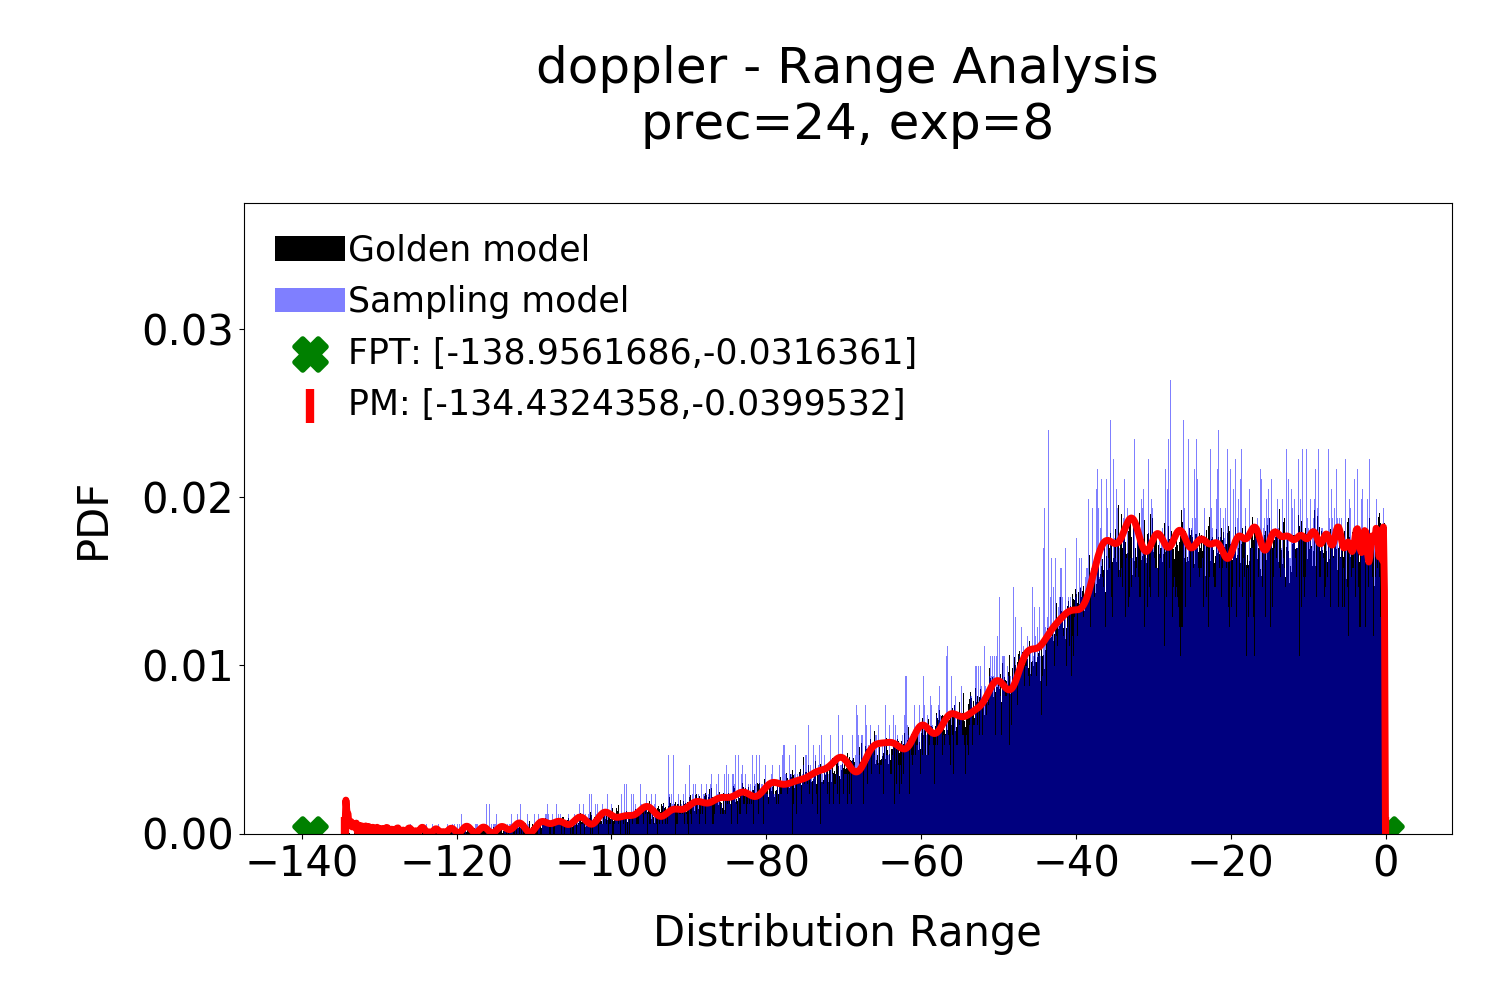 doppler - Range Analysis
prec=24, exp=8
Golden model
Sampling model
FPT: [-138.9561686,-0.0316361]
PM: [-134.4324358,-0.0399532]
PDF
0.03
0.02
0.01
0.00
−140 −120 −100 −80 −60 −40 −20 0
Distribution Range